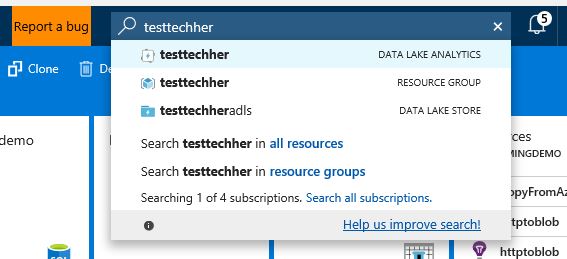 Report a bug
testtechher
5
Clone
testtechher DATA LAKE ANALYTICS
testtechher RESOURCE GROUP
testtechheradls DATA LAKE STORE
demo
Search testtechher in all resources
Search testtechher in resource groups
Searching 1 of 4 subscriptions. Search all subscriptions.
Help us improve search!
rces
MINGDEMO
opyFromAz
ttptoblob
httptoblob
SQL